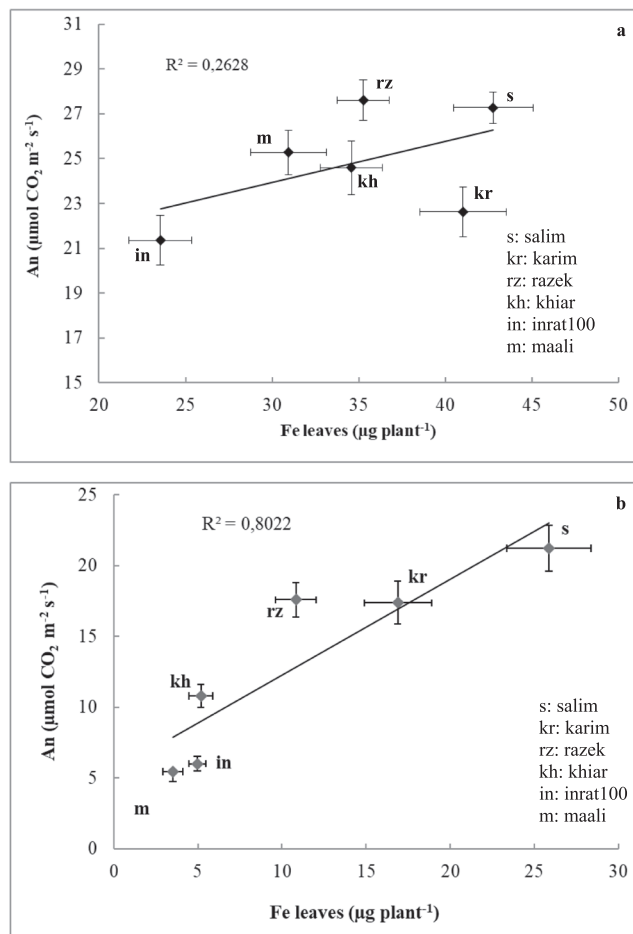 a
R² = 0,2628
An (µmol CO₂ m⁻² s⁻¹)
31
29
27
25
23
21
19
17
15
rz
s
m
kh
kr
in
s: salim
kr: karim
rz: razek
kh: khiar
in: inrat100
m: maali
20 25 30 35 40 45 50
Fe leaves (µg plant⁻¹)
b
R² = 0,8022
An (µmol CO₂ m⁻² s⁻¹)
25
20
15
10
5
0
s
kr
rz
kh
in
m
s: salim
kr: karim
rz: razek
kh: khiar
in: inrat100
m: maali
0 5 10 15 20 25 30
Fe leaves (µg plant⁻¹)